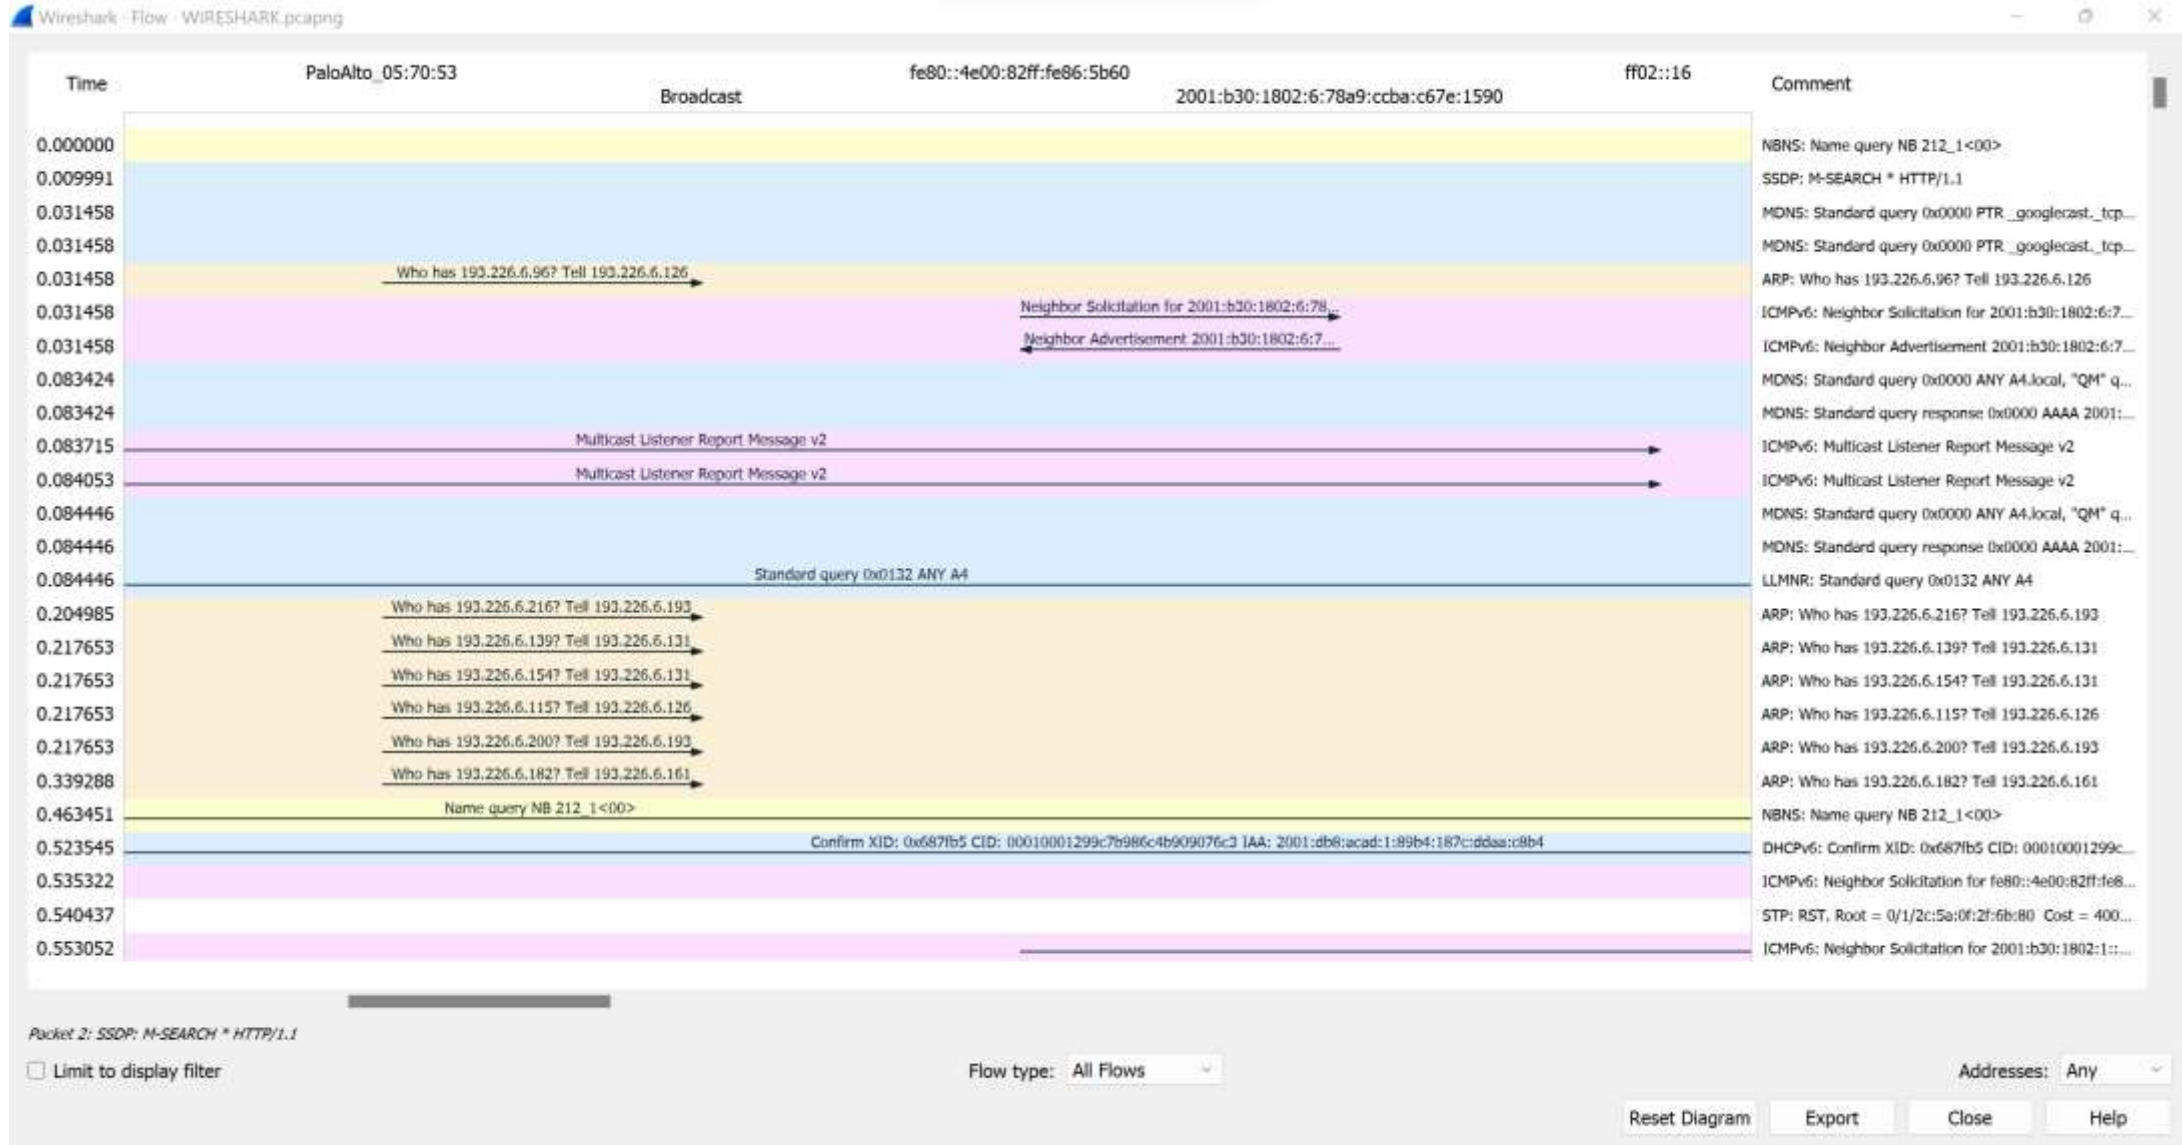 Wireshark · Flow · WIRESHARK.pcapng
Time PaloAlto_05:70:53 fe80::4e00:82ff:fe86:5b60 ff02::16 Comment
Broadcast 2001:b30:1802:6:78a9:ccba:c67e:1590
0.000000 NBNS: Name query NB 212_1<00>
0.009991 SSDP: M-SEARCH * HTTP/1.1
0.031458 MDNS: Standard query 0x0000 PTR _googlecast._tcp...
0.031458 MDNS: Standard query 0x0000 PTR _googlecast._tcp...
0.031458 Who has 193.226.6.96? Tell 193.226.6.126 ARP: Who has 193.226.6.96? Tell 193.226.6.126
0.031458 Neighbor Solicitation for 2001:b30:1802:6:78... ICMPv6: Neighbor Solicitation for 2001:b30:1802:6:7...
0.031458 Neighbor Advertisement 2001:b30:1802:6:7... ICMPv6: Neighbor Advertisement 2001:b30:1802:6:7...
0.083424 MDNS: Standard query 0x0000 ANY A4.local, "QM" q...
0.083424 MDNS: Standard query response 0x0000 AAAA 2001:...
0.083715 Multicast Listener Report Message v2 ICMPv6: Multicast Listener Report Message v2
0.084053 Multicast Listener Report Message v2 ICMPv6: Multicast Listener Report Message v2
0.084446 MDNS: Standard query 0x0000 ANY A4.local, "QM" q...
0.084446 MDNS: Standard query response 0x0000 AAAA 2001:...
0.084446 Standard query 0x0132 ANY A4 LLMNR: Standard query 0x0132 ANY A4
0.204985 Who has 193.226.6.216? Tell 193.226.6.193 ARP: Who has 193.226.6.216? Tell 193.226.6.193
0.217653 Who has 193.226.6.139? Tell 193.226.6.131 ARP: Who has 193.226.6.139? Tell 193.226.6.131
0.217653 Who has 193.226.6.154? Tell 193.226.6.131 ARP: Who has 193.226.6.154? Tell 193.226.6.131
0.217653 Who has 193.226.6.115? Tell 193.226.6.126 ARP: Who has 193.226.6.115? Tell 193.226.6.126
0.217653 Who has 193.226.6.200? Tell 193.226.6.193 ARP: Who has 193.226.6.200? Tell 193.226.6.193
0.339288 Who has 193.226.6.182? Tell 193.226.6.161 ARP: Who has 193.226.6.182? Tell 193.226.6.161
0.463451 Name query NB 212_1<00> NBNS: Name query NB 212_1<00>
0.523545 Confirm XID: 0x687fb5 CID: 00010001299c7b986c4b909076c3 IAA: 2001:db8:acad:1:89b4:187c:ddaa:c8b4 DHCPv6: Confirm XID: 0x687fb5 CID: 00010001299c...
0.535322 ICMPv6: Neighbor Solicitation for fe80::4e00:82ff:fe8...
0.540437 STP: RST. Root = 0/1/2c:5a:0f:2f:6b:80 Cost = 400...
0.553052 ICMPv6: Neighbor Solicitation for 2001:b30:1802:1::...
Packet 2: SSDP: M-SEARCH * HTTP/1.1
Limit to display filter Flow type: All Flows Addresses: Any
Reset Diagram Export Close Help